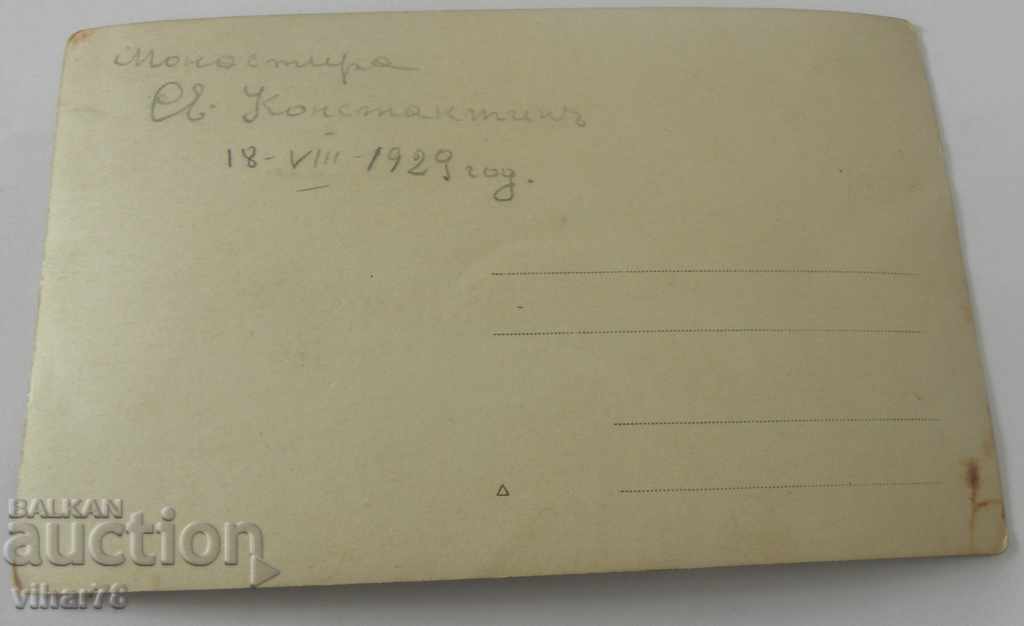 Монастира
Св. Константинъ
18-VIII-1929 год.
BALKAN
auction
vihar78